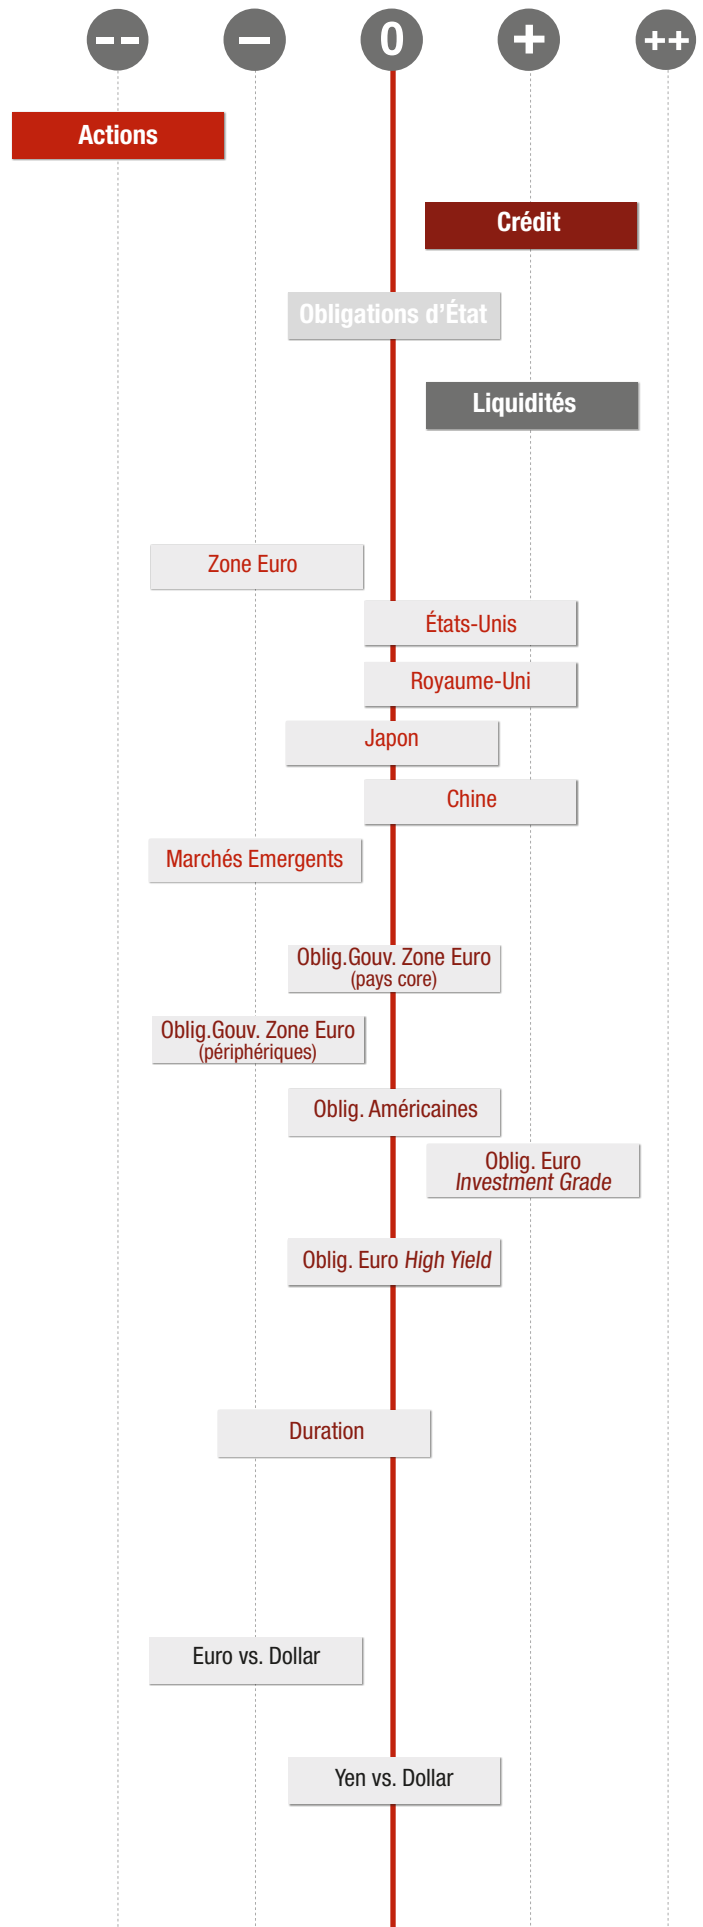 -- - 0 + ++
Actions
Crédit
Obligations d’État
Liquidités
Zone Euro
États-Unis
Royaume-Uni
Japon
Chine
Marchés Emergents
Oblig.Gouv. Zone Euro
(pays core)
Oblig.Gouv. Zone Euro
(périphériques)
Oblig. Américaines
Oblig. Euro
Investment Grade
Oblig. Euro High Yield
Duration
Euro vs. Dollar
Yen vs. Dollar